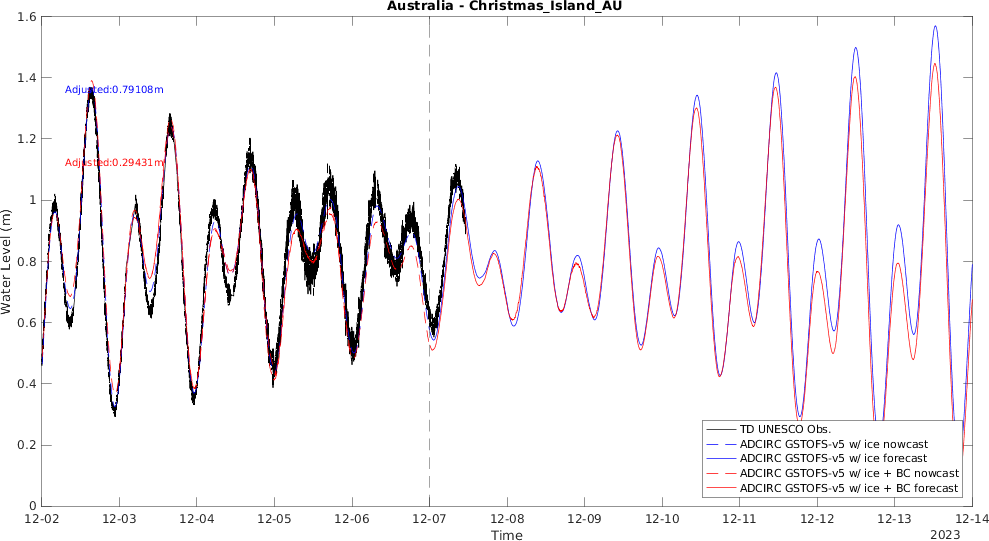 Australia - Christmas_Island_AU
1.6
1.4
1.2
1
0.8
0.6
0.4
0.2
0
Water Level (m)
Adjusted:0.79108m
Adjusted:0.29431m
TD UNESCO Obs.
ADCIRC GSTOFS-v5 w/ ice nowcast
ADCIRC GSTOFS-v5 w/ ice forecast
ADCIRC GSTOFS-v5 w/ ice + BC nowcast
ADCIRC GSTOFS-v5 w/ ice + BC forecast
12-02 12-03 12-04 12-05 12-06 12-07 12-08 12-09 12-10 12-11 12-12 12-13 12-14
Time
2023